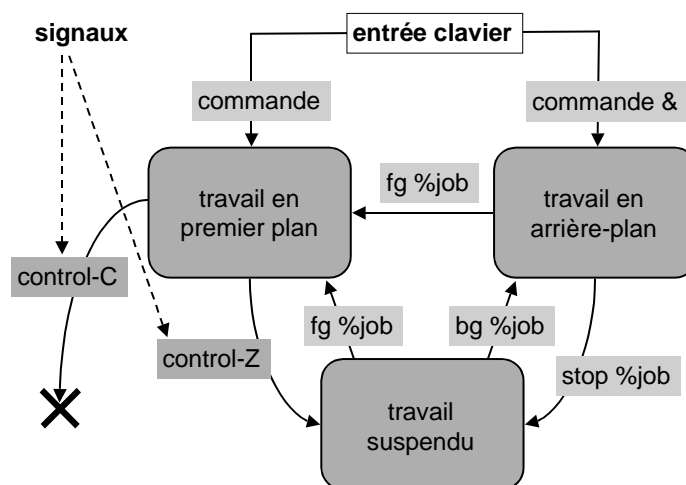 signaux
entrée clavier
commande
commande &
travail en
premier plan
fg %job
travail en
arrière-plan
control-C
fg %job
bg %job
control-Z
stop %job
travail
suspendu